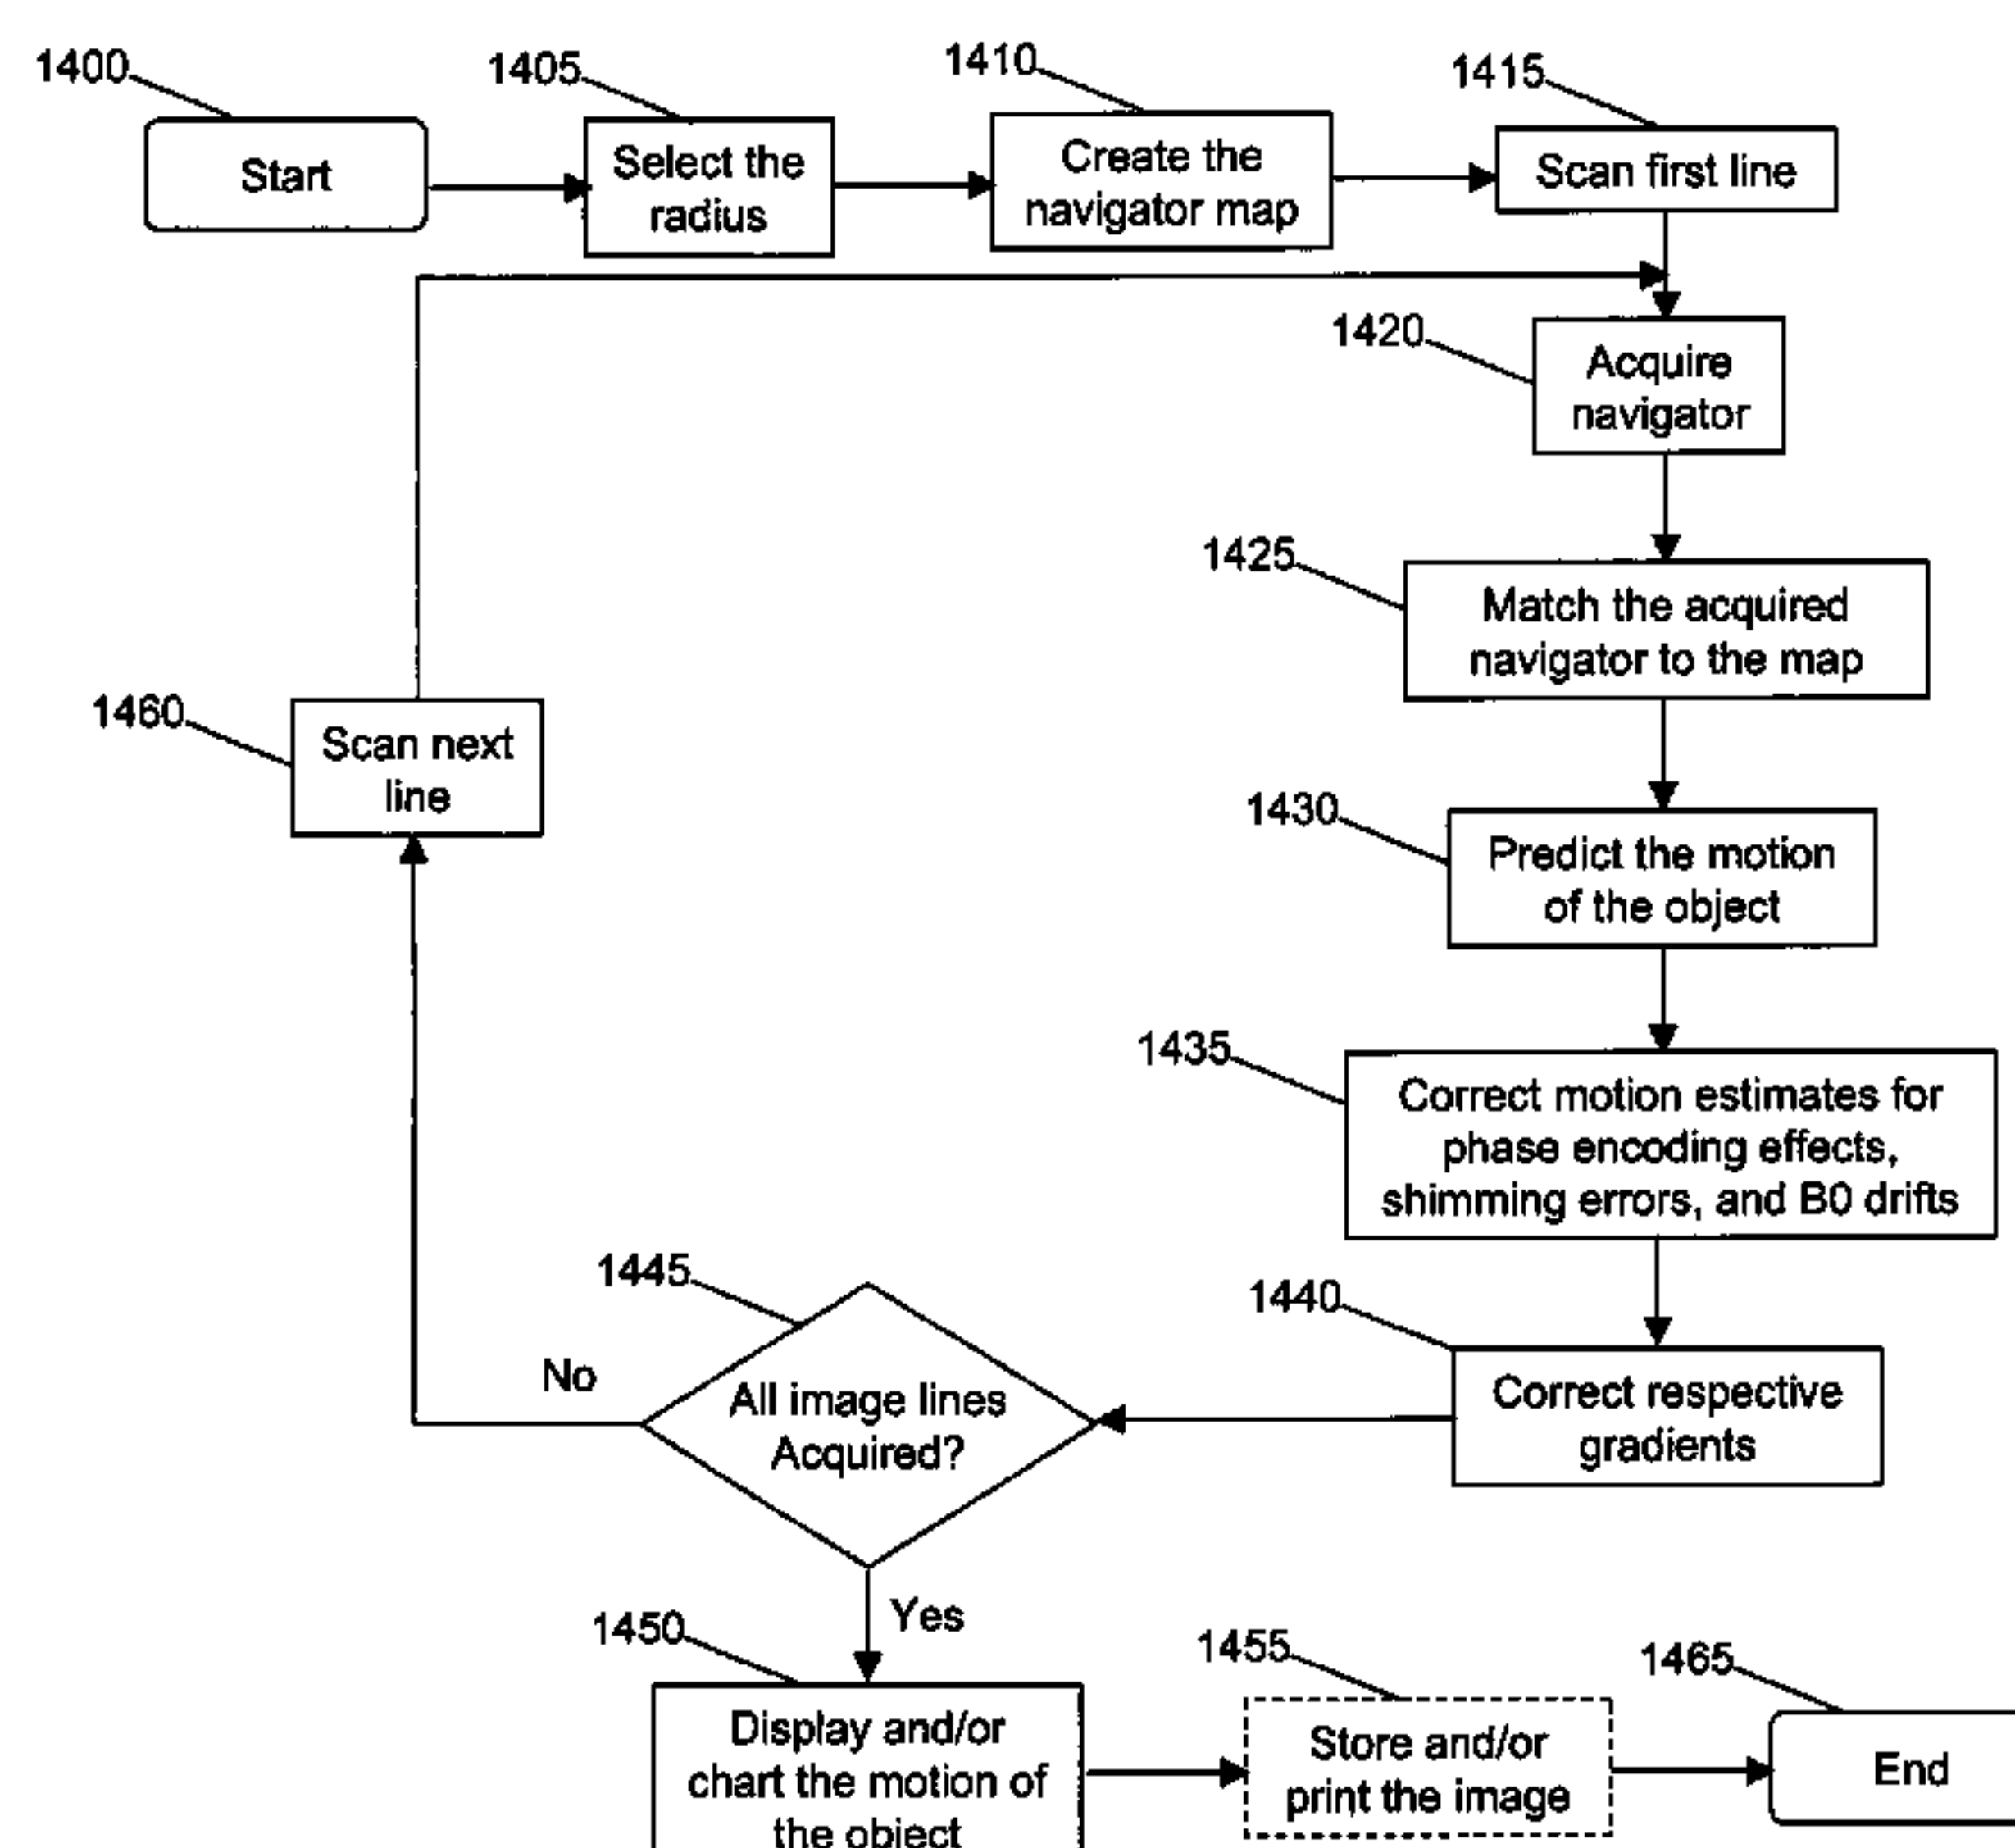 1400
1405
1410
1415
Start
Select the
radius
Create the
navigator map
Scan first line
1420
Acquire
navigator
1425
Match the acquired
navigator to the map
1460
Scan next
line
1430
Predict the motion
of the object
1435
Correct motion estimates for
phase encoding effects,
shimming errors, and B0 drifts
1445
1440
No
All image lines
Acquired?
Correct respective
gradients
Yes
1450
1455
1465
Display and/or
chart the motion of
the object
Store and/or
print the image
End